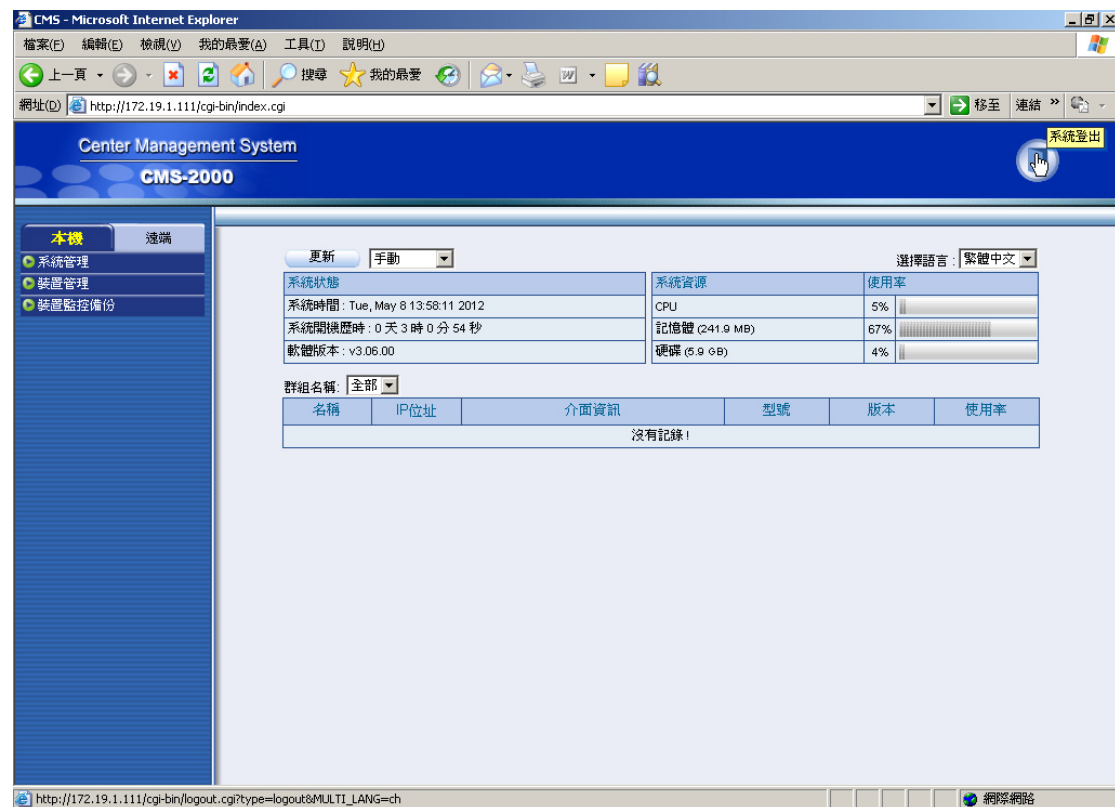 CMS - Microsoft Internet Explorer
檔案(F) 編輯(E) 檢視(V) 我的最愛(A) 工具(T) 說明(H)
上一頁 搜尋 我的最愛
網址(D) http://172.19.1.111/cgi-bin/index.cgi 移至 連結 »
Center Management System
系統登出
CMS-2000
本機 遠端
系統管理
裝置管理
裝置監控備份
更新 手動 選擇語言 : 繁體中文
系統狀態 系統資源 使用率
系統時間 : Tue, May 8 13:58:11 2012 CPU 5%
系統開機歷時 : 0 天 3 時 0 分 54 秒 記憶體 (241.9 MB) 67%
軟體版本 : v3.06.00 硬碟 (5.9 GB) 4%
群組名稱: 全部
名稱 IP位址 介面資訊 型號 版本 使用率
沒有記錄 !
http://172.19.1.111/cgi-bin/logout.cgi?type=logout&MULTI_LANG=ch 網際網路